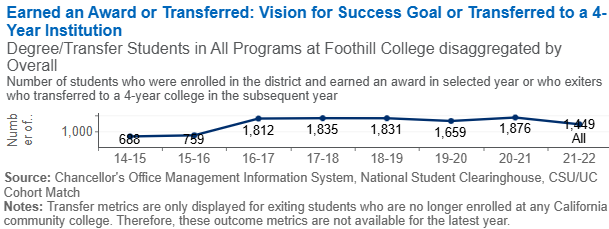 Earned an Award or Transferred: Vision for Success Goal or Transferred to a 4-
Year Institution
Degree/Transfer Students in All Programs at Foothill College disaggregated by
Overall
Number of students who were enrolled in the district and earned an award in selected year or who exiters
who transferred to a 4-year college in the subsequent year
Numb
er of..
1,000
688 759 1,812 1,835 1,831 1,659 1,876 1,449
All
14-15 15-16 16-17 17-18 18-19 19-20 20-21 21-22
Source: Chancellor's Office Management Information System, National Student Clearinghouse, CSU/UC
Cohort Match
Notes: Transfer metrics are only displayed for exiting students who are no longer enrolled at any California
community college. Therefore, these outcome metrics are not available for the latest year.